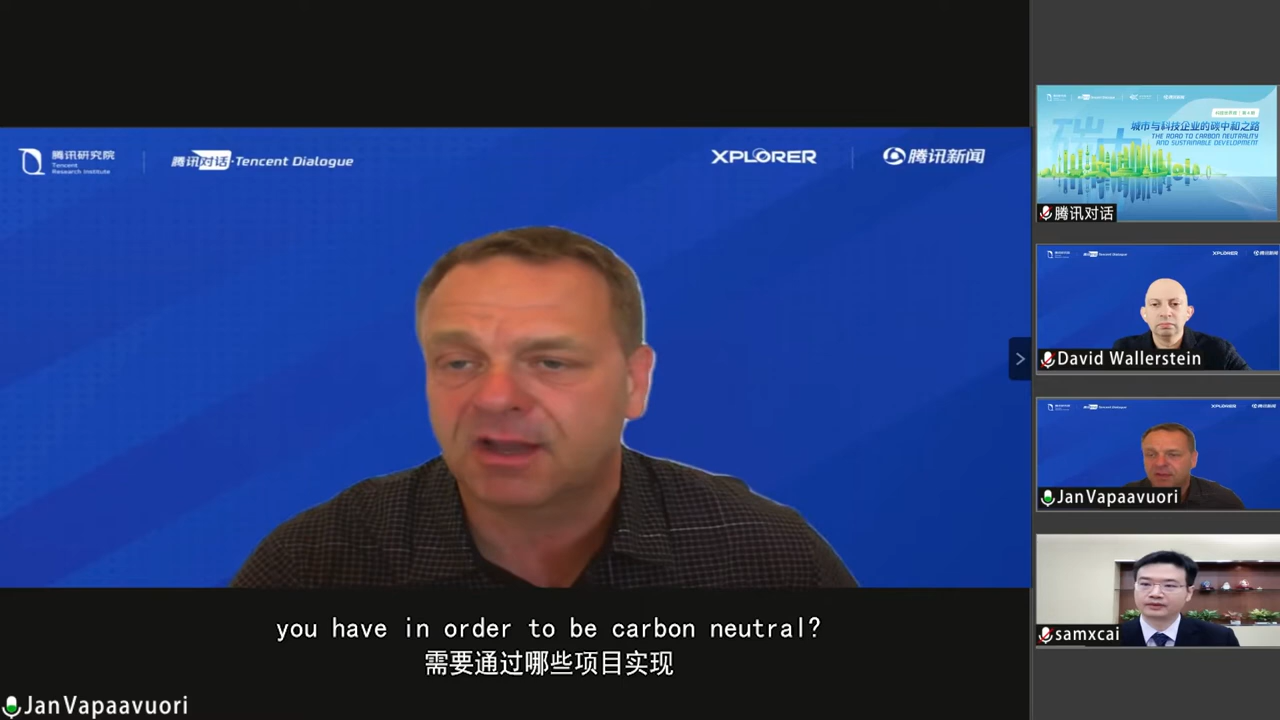 腾讯研究院
Tencent
Research Institute
腾讯对话·Tencent Dialogue
XPLORER
腾讯新闻
you have in order to be carbon neutral?
需要通过哪些项目实现
JanVapaavuori
城市与科技企业的碳中和之路
THE ROAD TO CARBON NEUTRALITY
AND SUSTAINABLE DEVELOPMENT
腾讯对话
XPLORER
David Wallerstein
XPLORER
JanVapaavuori
samxcai